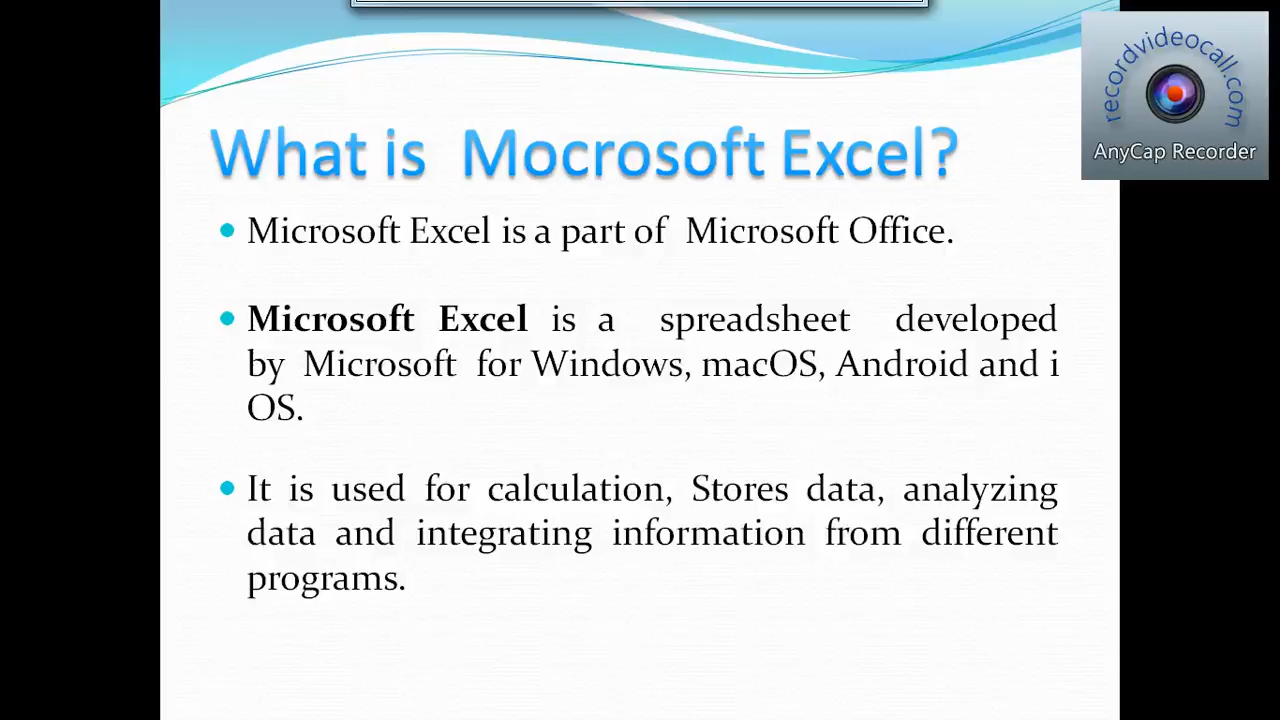 recordvideocall.com
AnyCap Recorder
What is Mocrosoft Excel?
Microsoft Excel is a part of Microsoft Office.
Microsoft Excel is a spreadsheet developed
by Microsoft for Windows, macOS, Android and i
OS.
It is used for calculation, Stores data, analyzing
data and integrating information from different
programs.